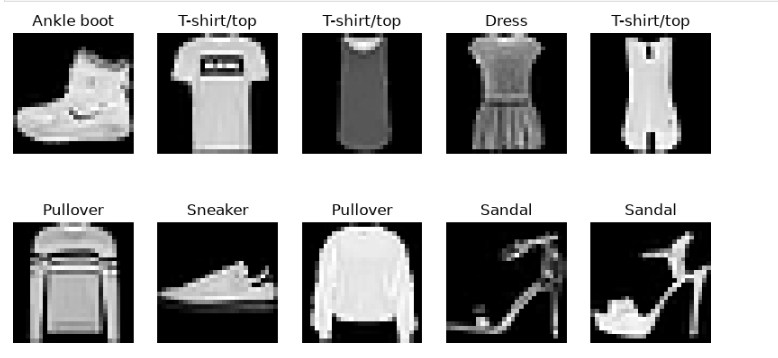 Ankle boot
T-shirt/top
T-shirt/top
Dress
T-shirt/top
Pullover
Sneaker
Pullover
Sandal
Sandal